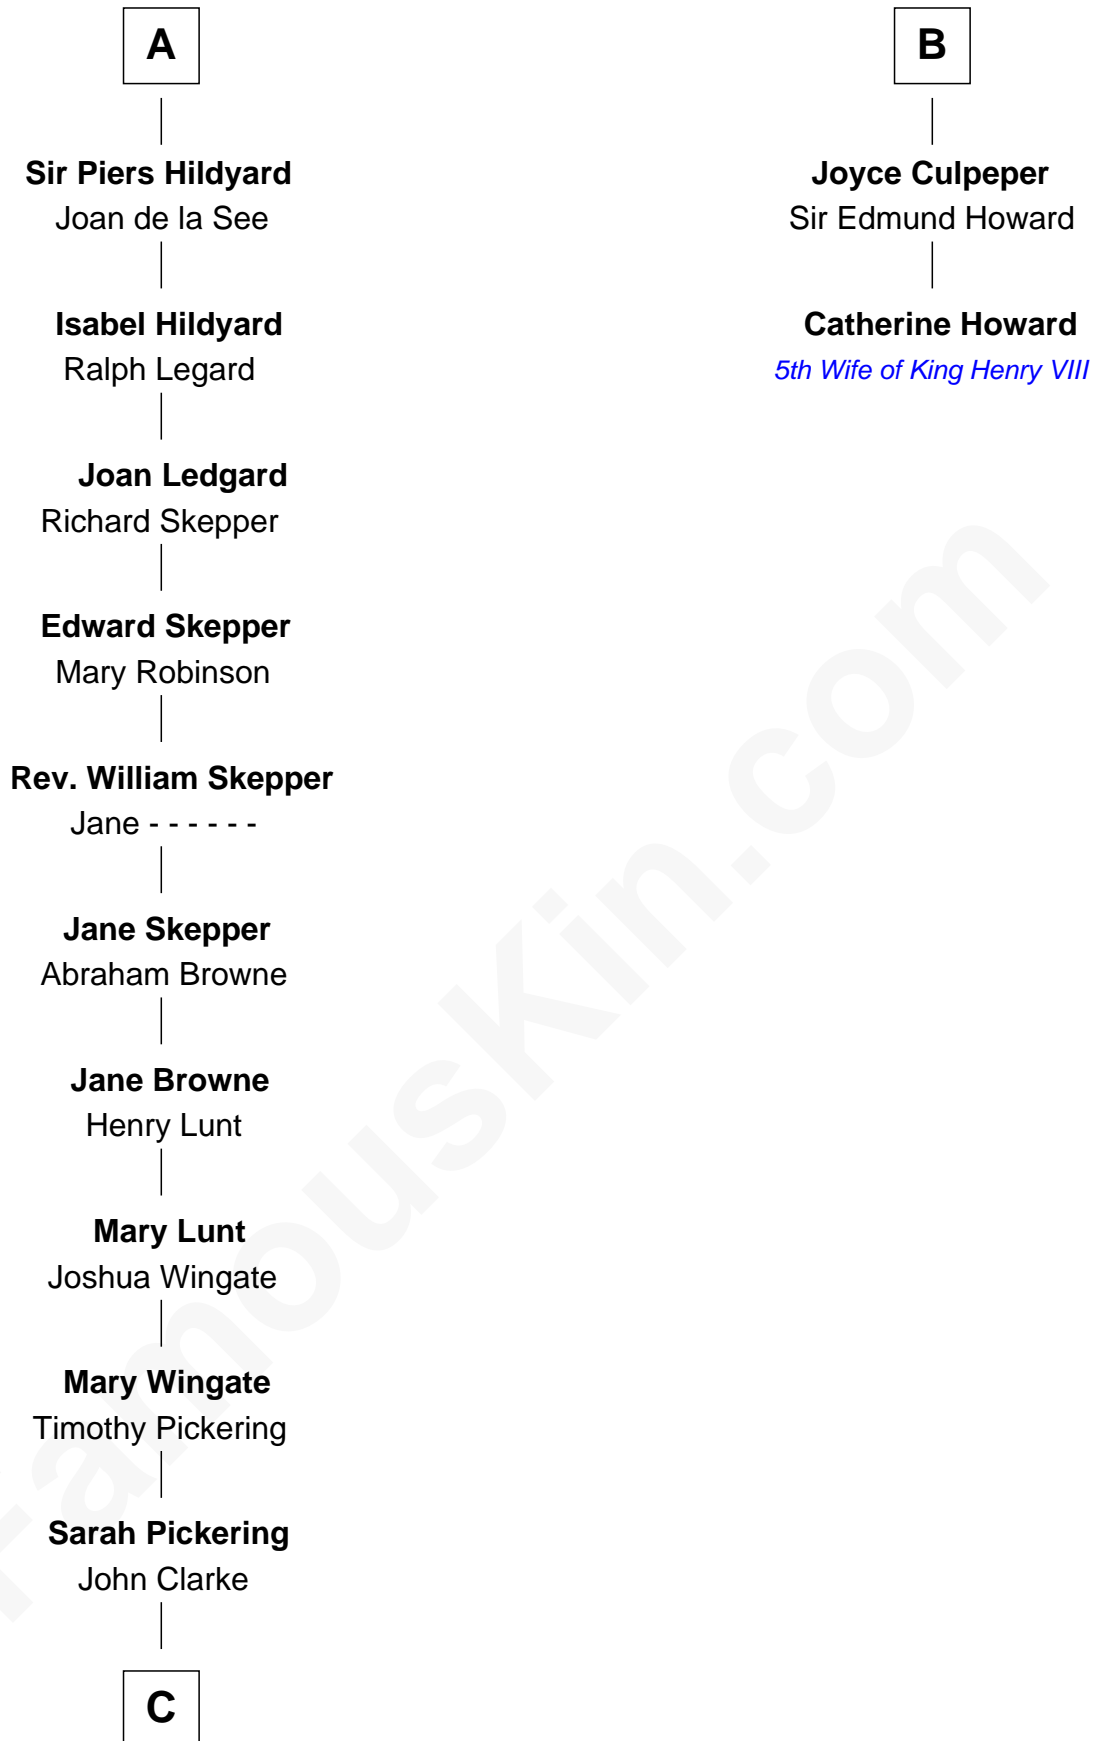 A
Sir Piers Hildyard
Joan de la See
Isabel Hildyard
Ralph Legard
Joan Ledgard
Richard Skepper
Edward Skepper
Mary Robinson
Rev. William Skepper
Jane - - - - - -
Jane Skepper
Abraham Browne
Jane Browne
Henry Lunt
Mary Lunt
Joshua Wingate
Mary Wingate
Timothy Pickering
Sarah Pickering
John Clarke
C
B
Joyce Culpeper
Sir Edmund Howard
Catherine Howard
5th Wife of King Henry VIII
FamousKin.com